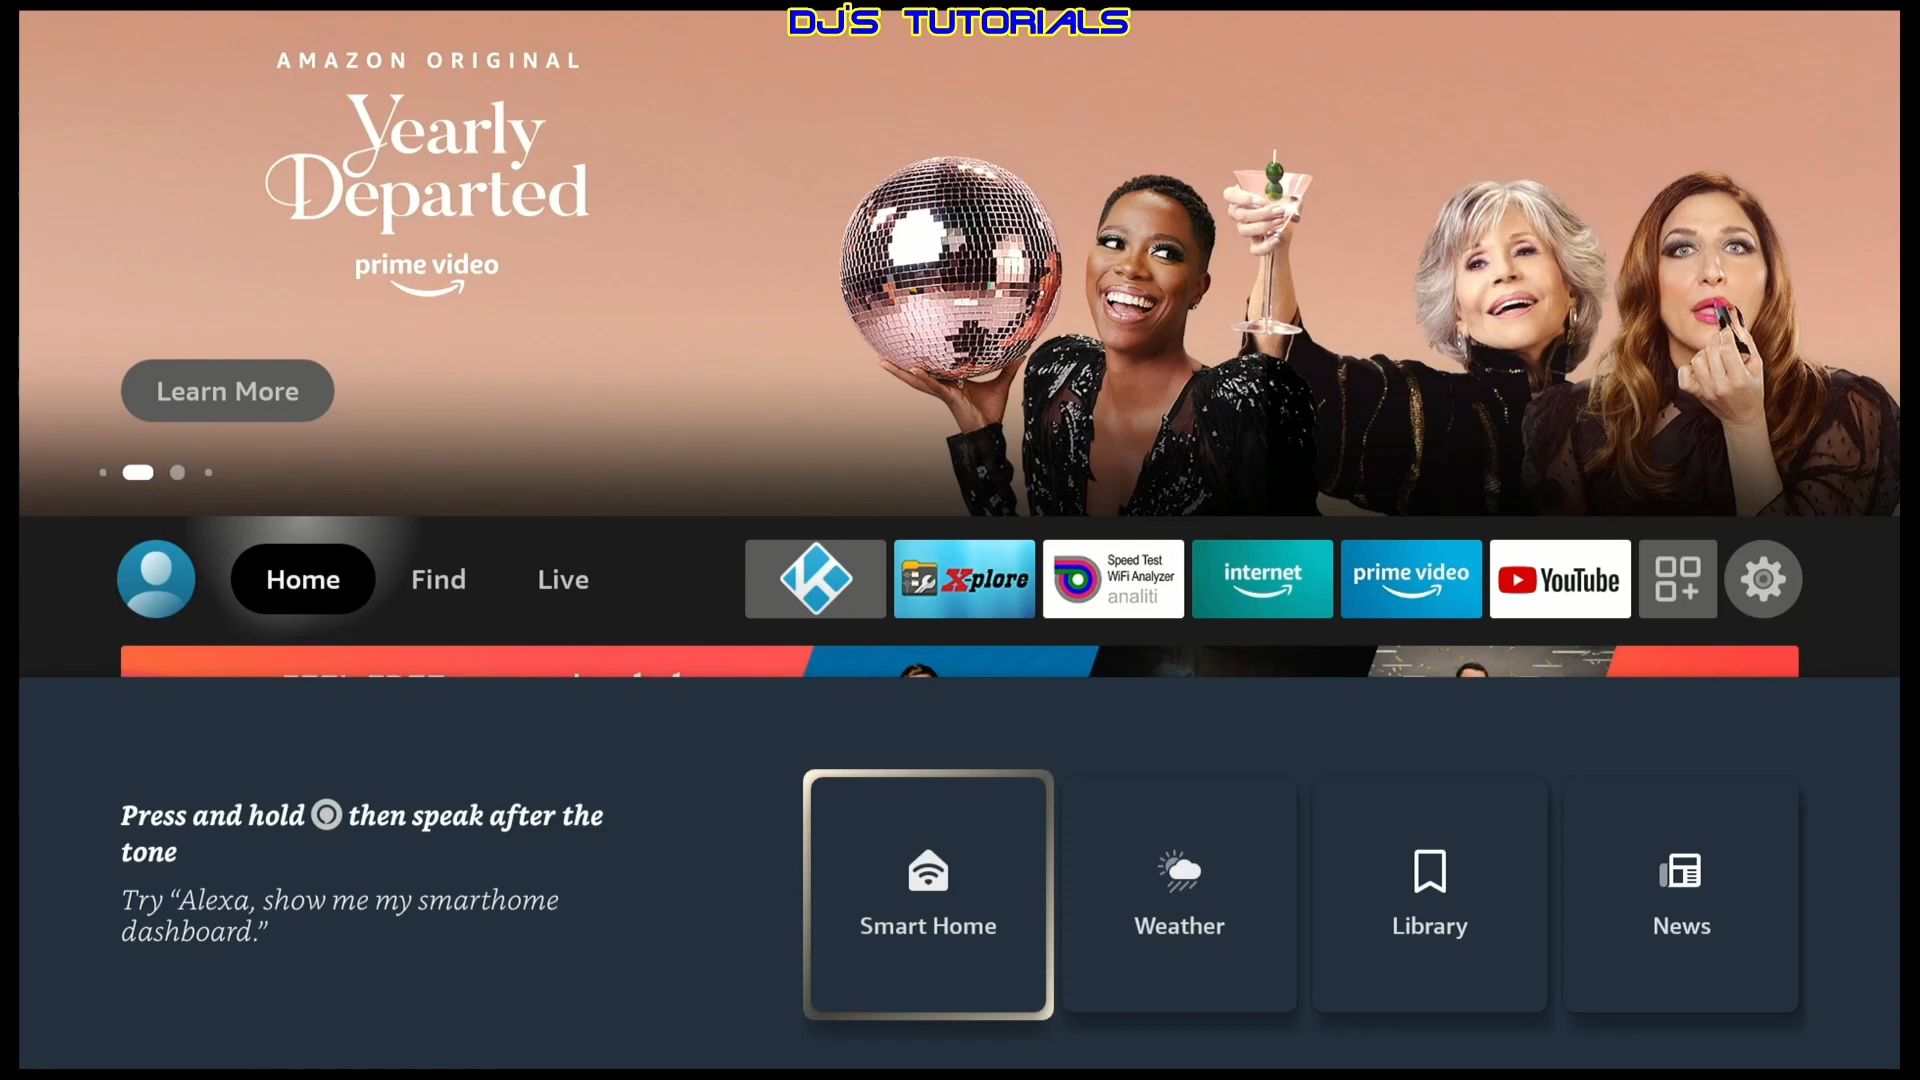 DJ'S TUTORIALS
AMAZON ORIGINAL
Yearly
Departed
prime video
Learn More
Home
Find
Live
X-plore
Speed Test
WiFi Analyzer
analiti
internet
prime video
YouTube
Press and hold then speak after the
tone
Try “Alexa, show me my smarthome
dashboard.”
Smart Home
Weather
Library
News